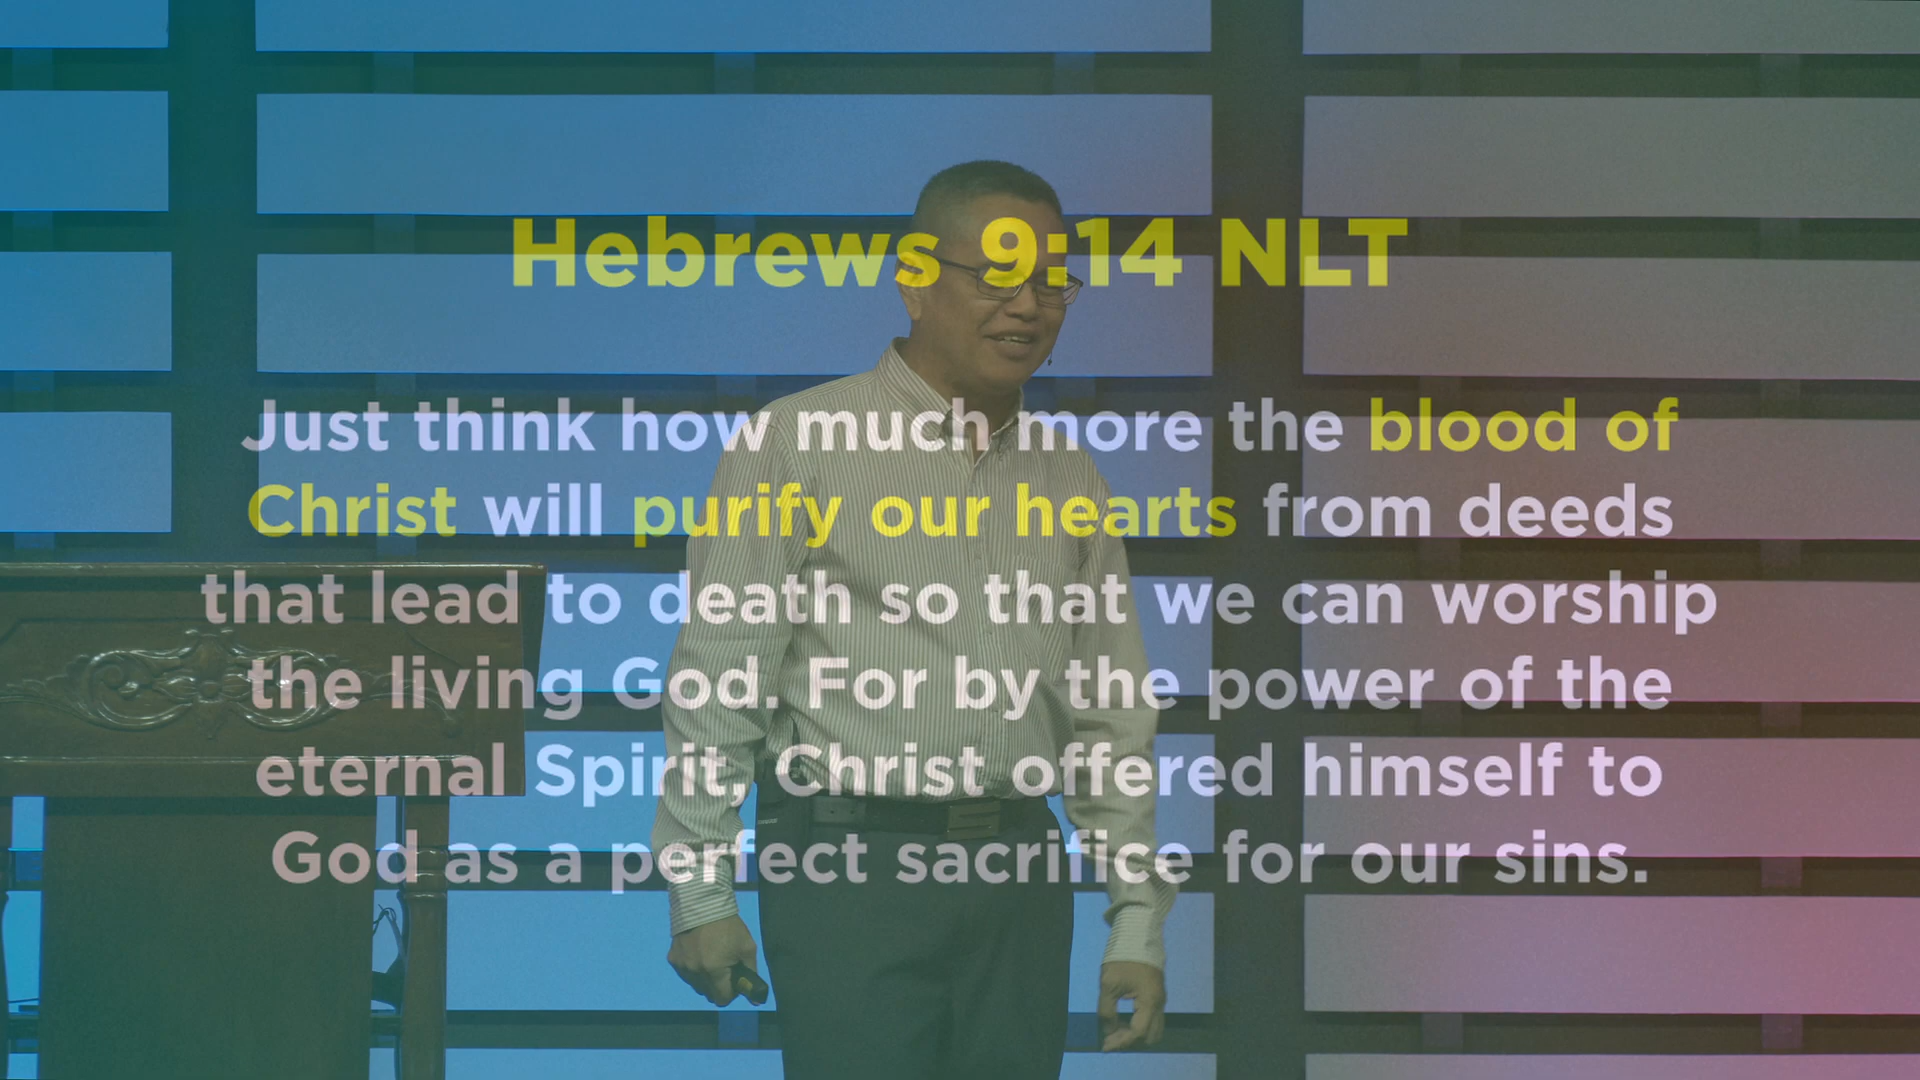 Hebrews 9:14 NLT
Just think how much more the blood of
Christ will purify our hearts from deeds
that lead to death so that we can worship
the living God. For by the power of the
eternal Spirit, Christ offered himself to
God as a perfect sacrifice for our sins.